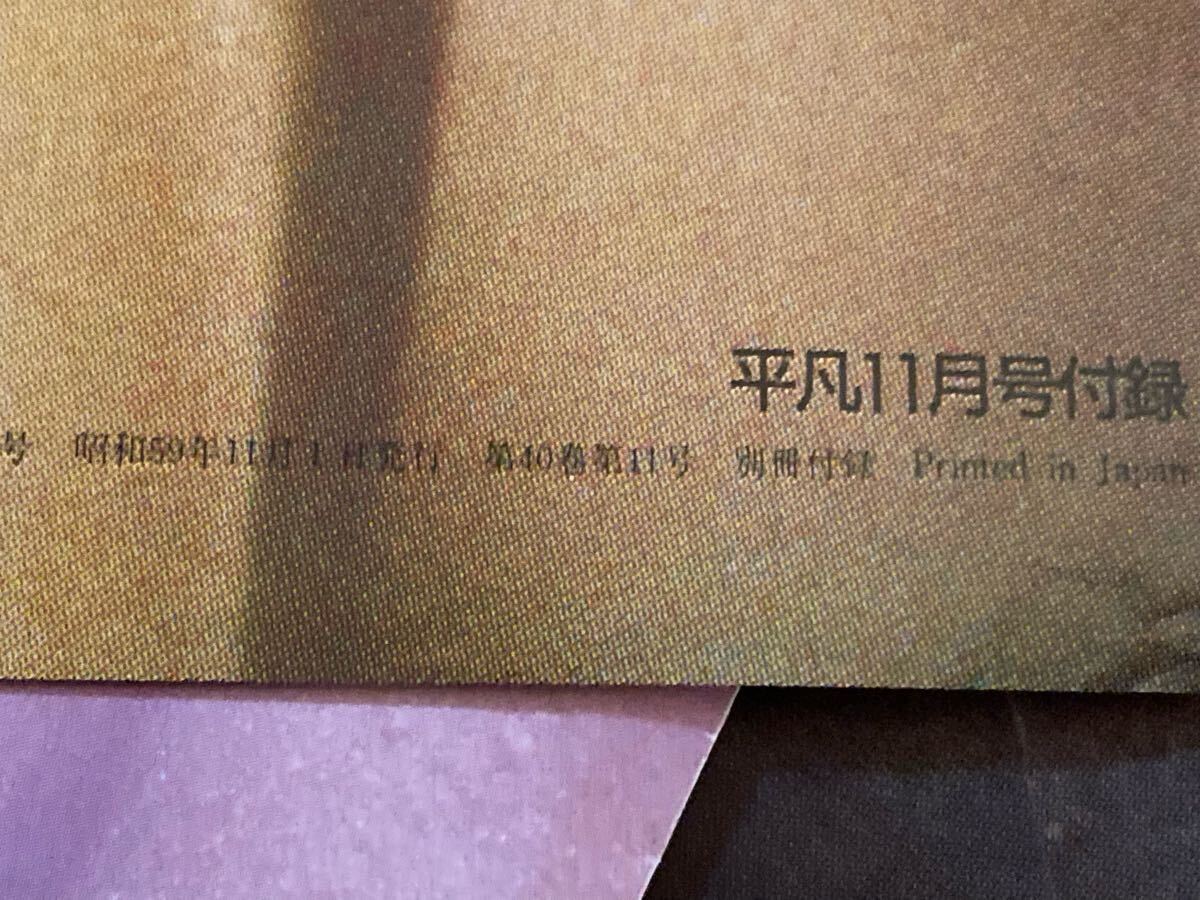 平凡11月号付録
号 昭和59年11月1日発行 第40巻第11号 別冊付録 Printed in Japan